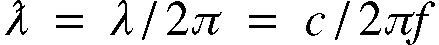 ƛ = λ/2π = c/2πf